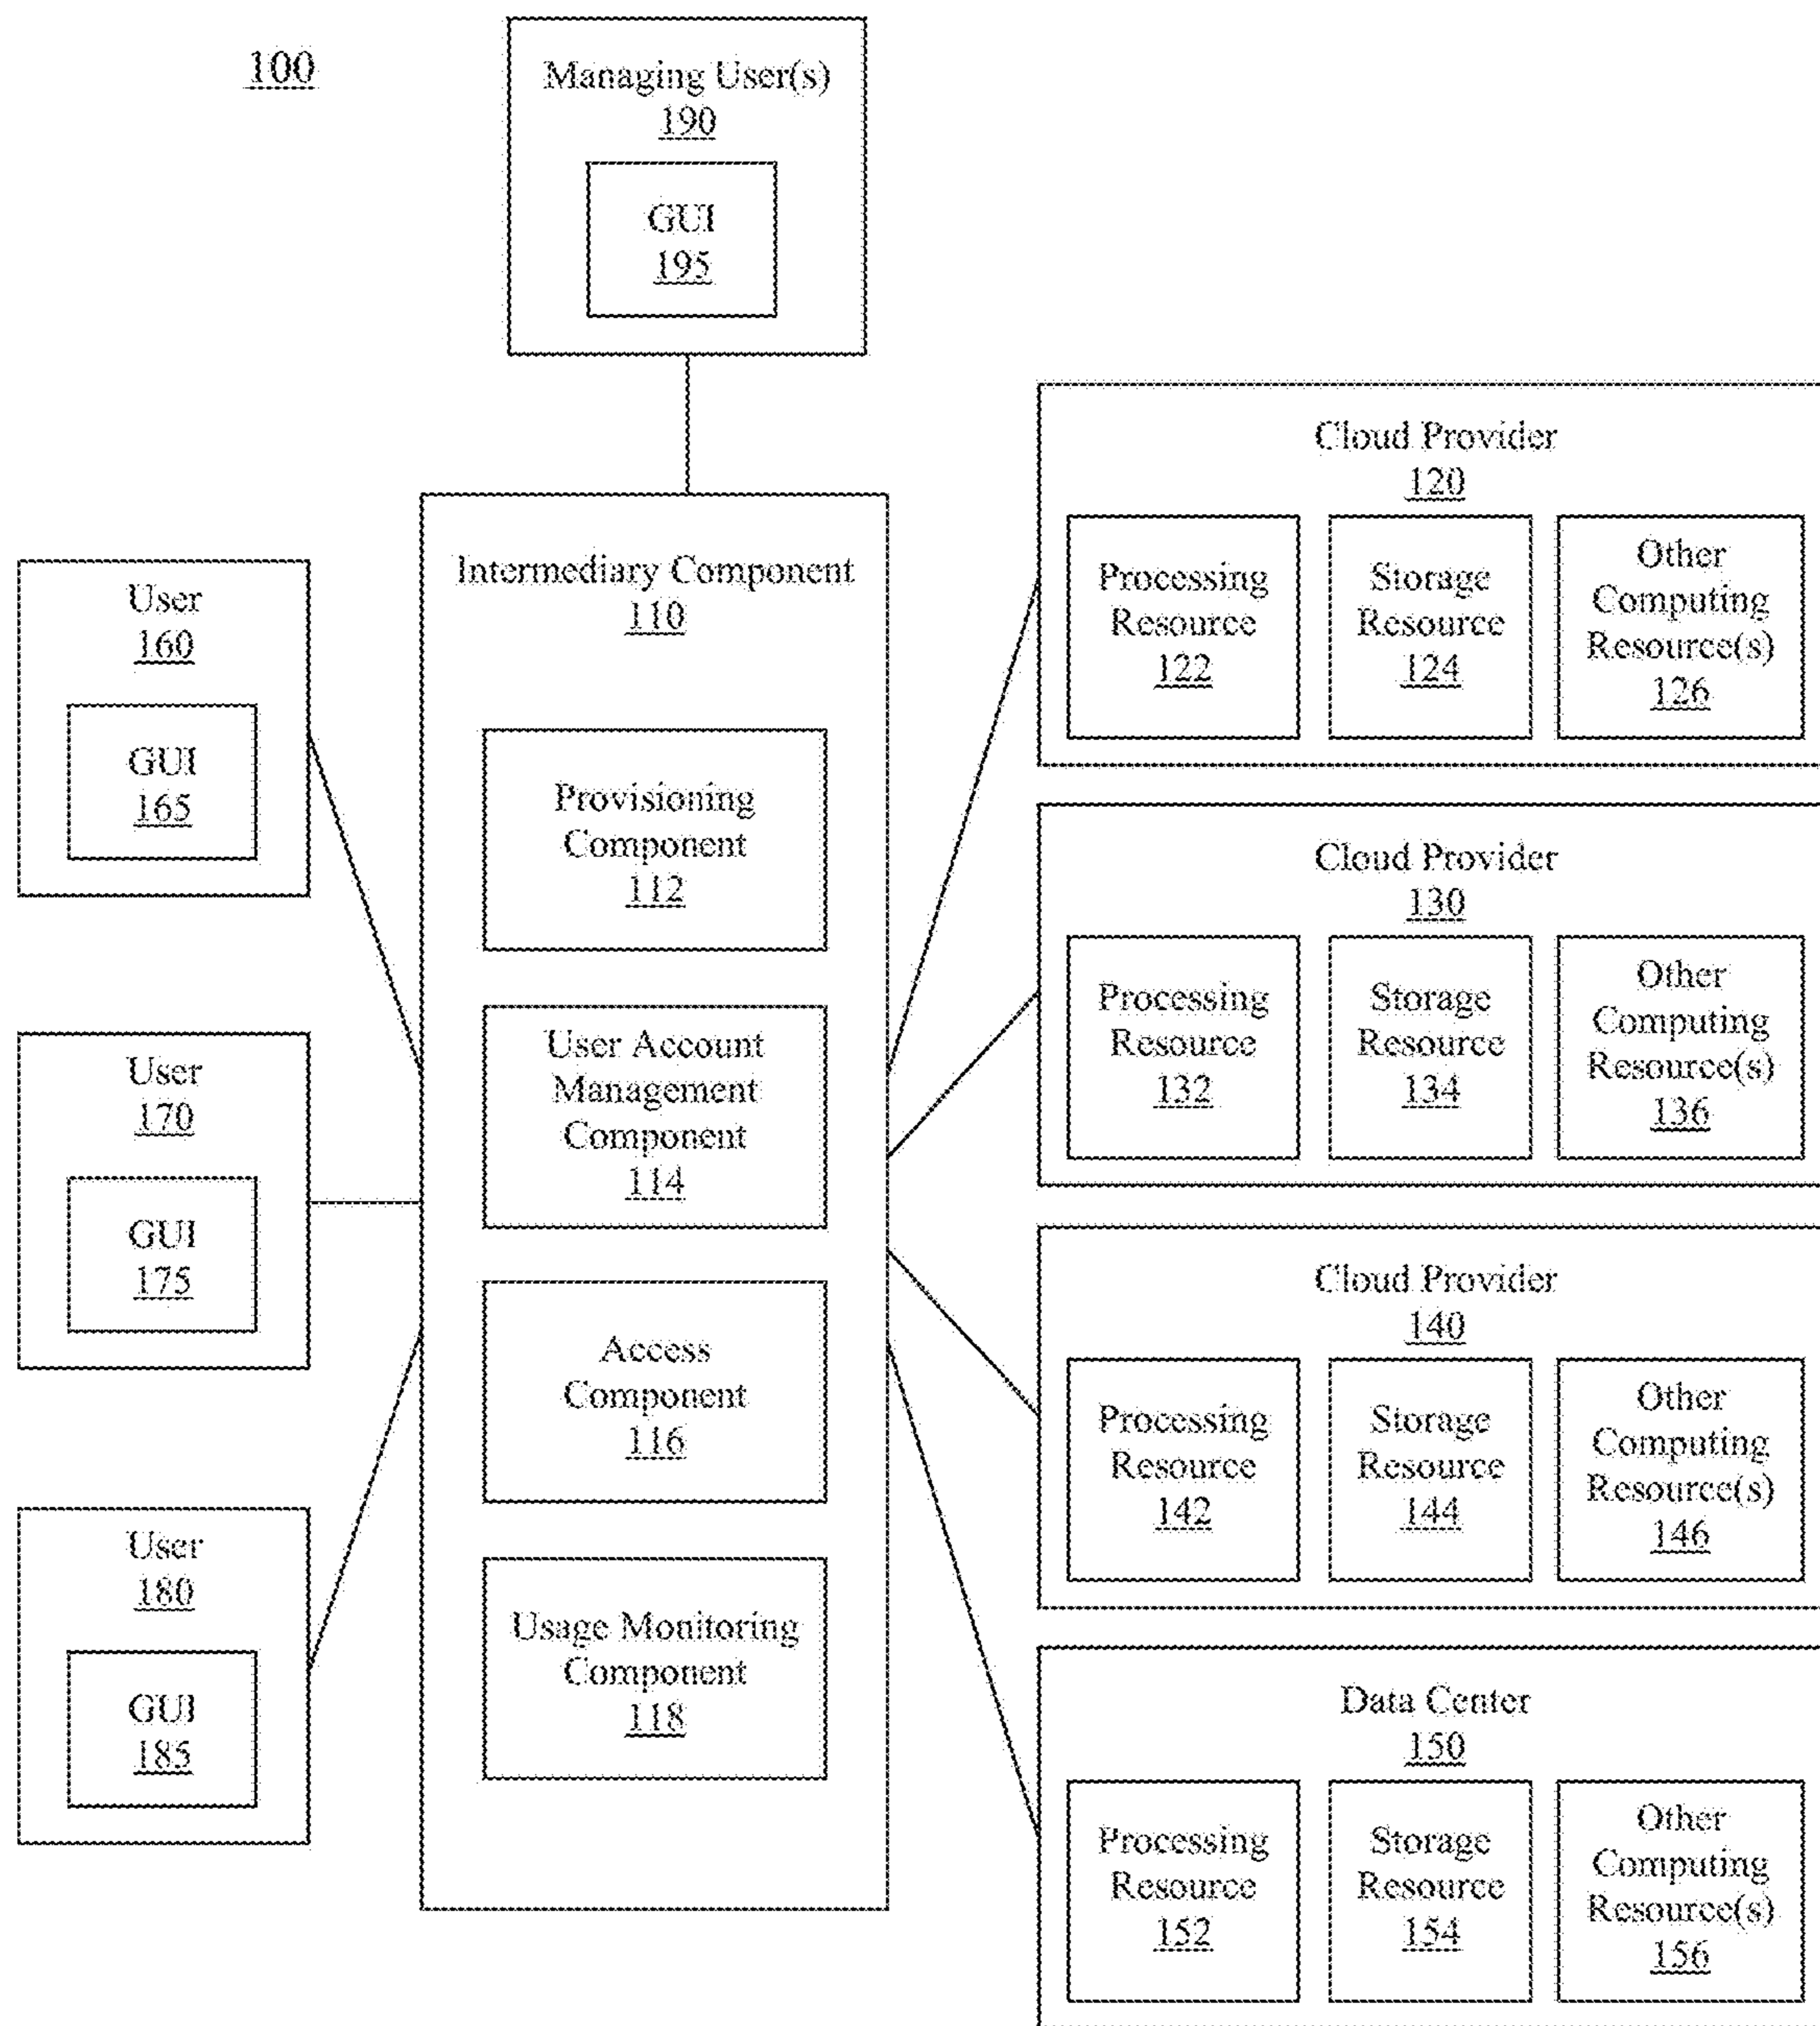 100
Managing User(s)
190
GUI
195
User
160
GUI
165
User
170
GUI
175
User
180
GUI
185
Intermediary Component
110
Provisioning
Component
112
User Account
Management
Component
114
Access
Component
116
Usage Monitoring
Component
118
Cloud Provider
120
Processing
Resource
122
Storage
Resource
124
Other
Computing
Resource(s)
126
Cloud Provider
130
Processing
Resource
132
Storage
Resource
134
Other
Computing
Resource(s)
136
Cloud Provider
140
Processing
Resource
142
Storage
Resource
144
Other
Computing
Resource(s)
146
Data Center
150
Processing
Resource
152
Storage
Resource
154
Other
Computing
Resource(s)
156